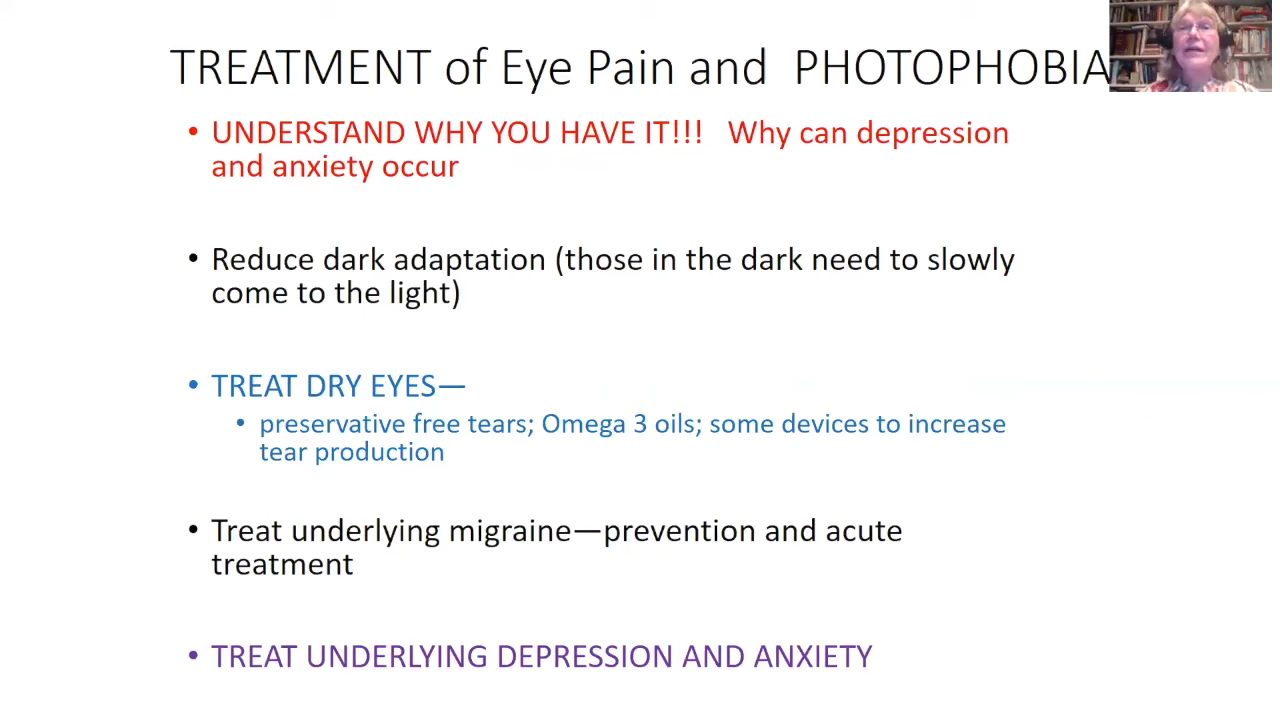 TREATMENT of Eye Pain and PHOTOPHOBIA
• UNDERSTAND WHY YOU HAVE IT!!! Why can depression
and anxiety occur
• Reduce dark adaptation (those in the dark need to slowly
come to the light)
• TREAT DRY EYES—
• preservative free tears; Omega 3 oils; some devices to increase
tear production
• Treat underlying migraine—prevention and acute
treatment
• TREAT UNDERLYING DEPRESSION AND ANXIETY